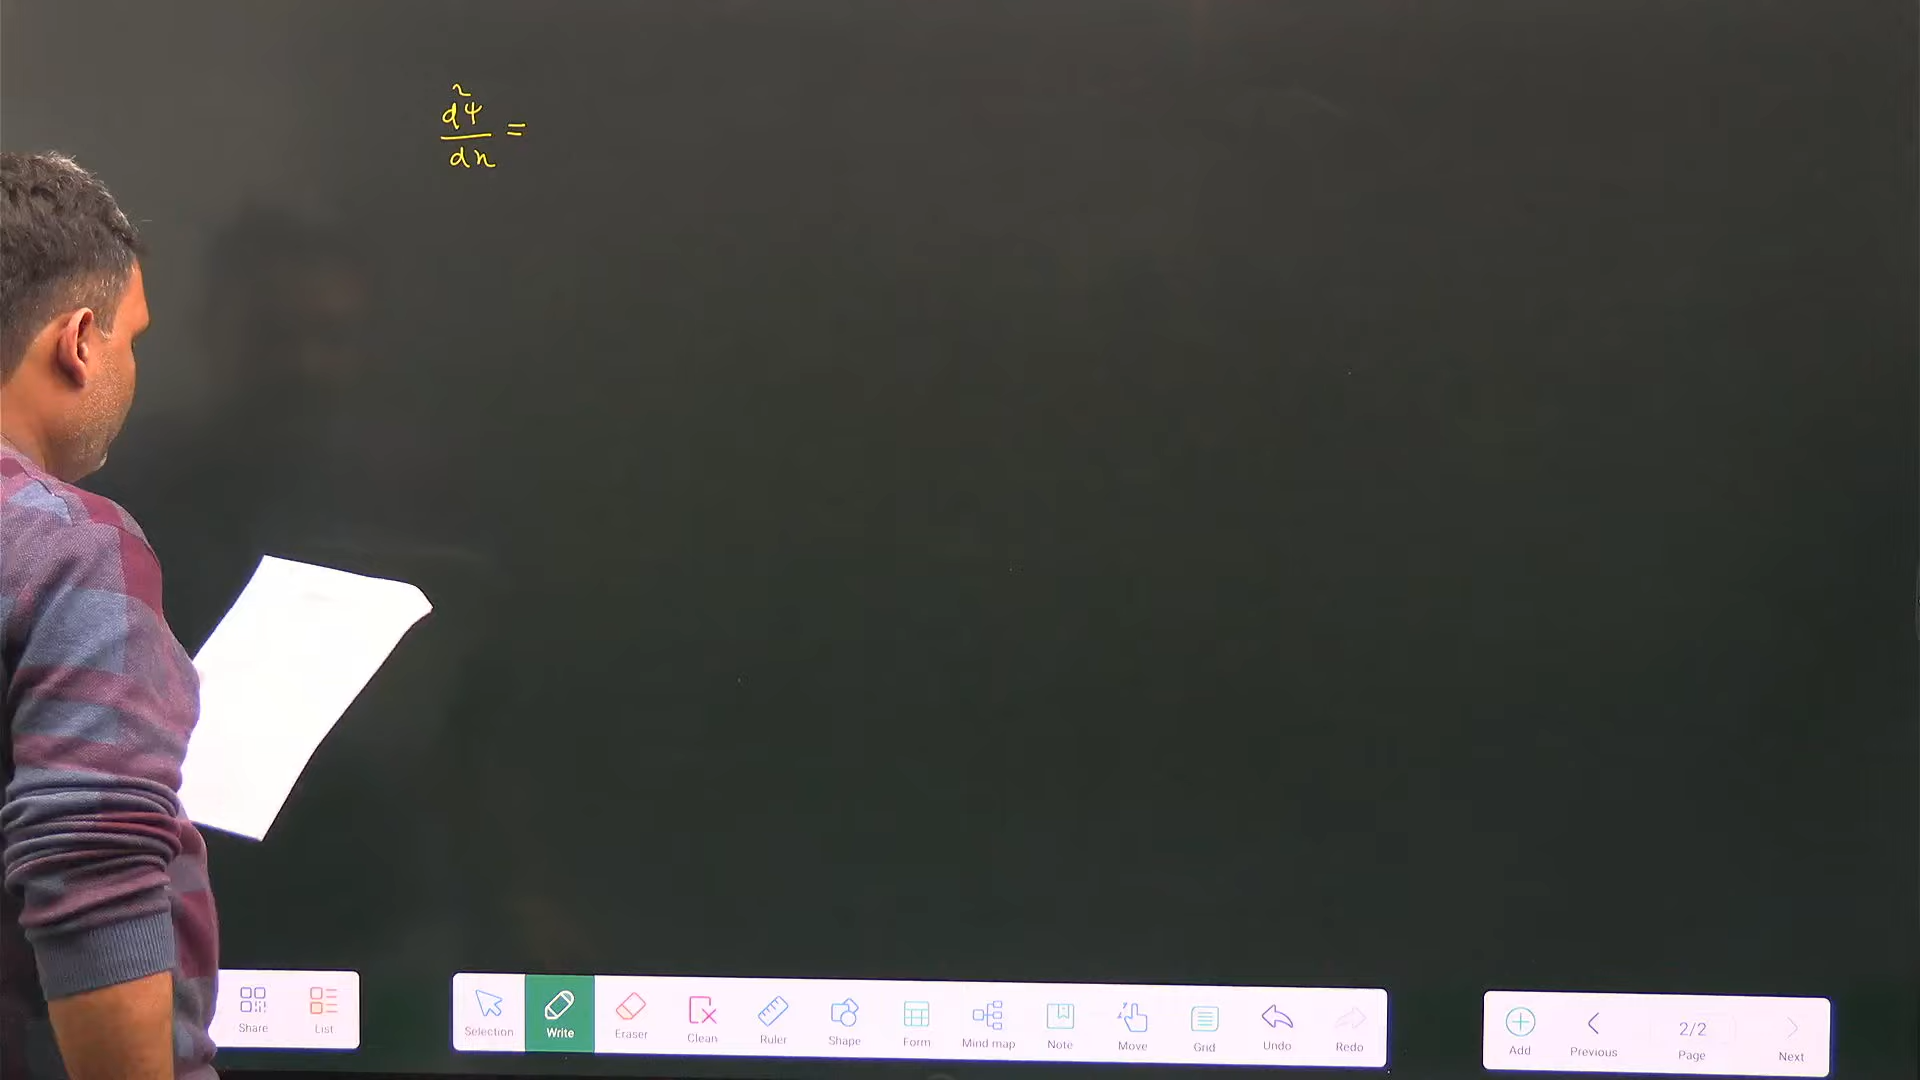 d²ψ
dx =
Share
List
Selection
Write
Eraser
Clean
Ruler
Shape
Form
Mind map
Note
Move
Grid
Undo
Redo
Add
Previous
2/2
Page
Next